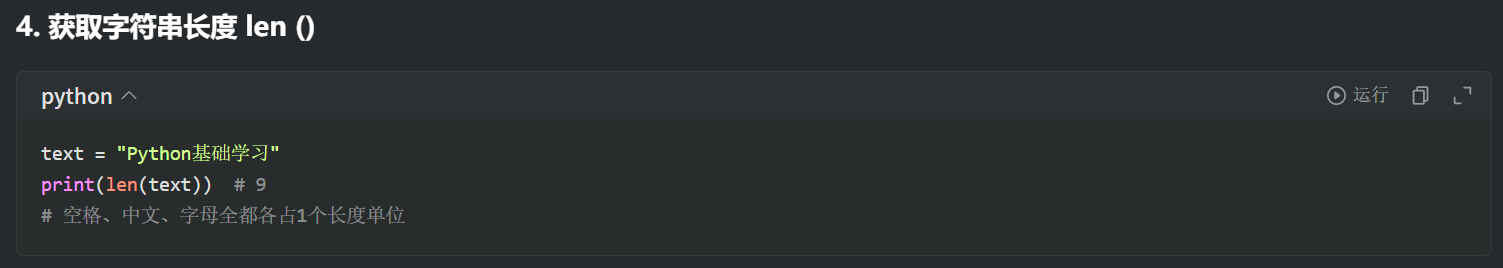 4. 获取字符串长度 len ()
python
运行
text = "Python基础学习"
print(len(text))  # 9
# 空格、中文、字母全都各占1个长度单位